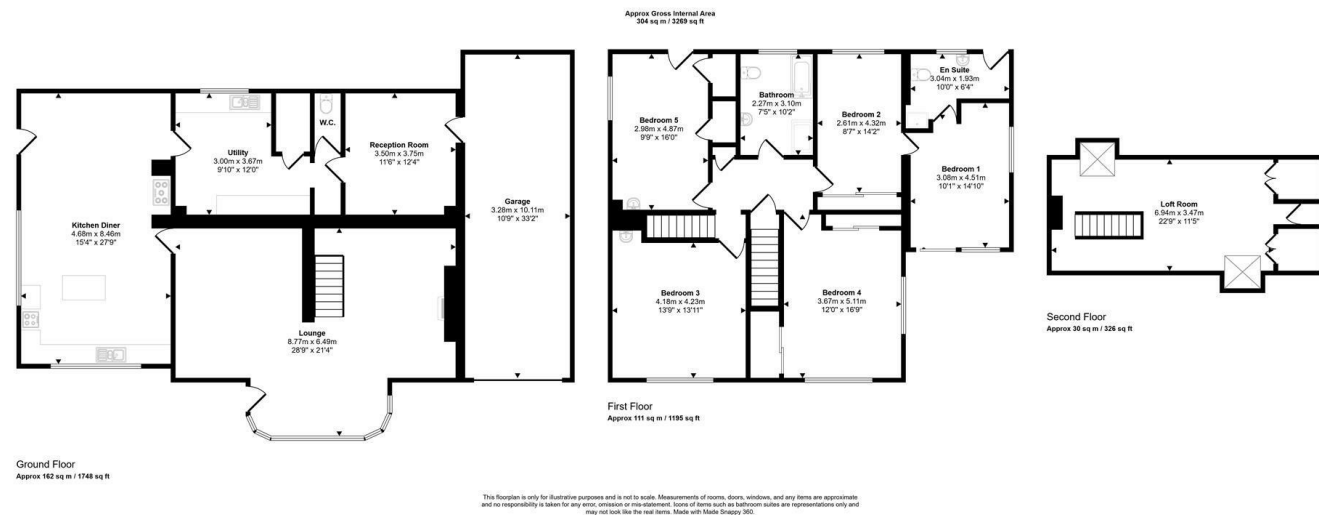 Approx Gross Internal Area
304 sq m / 3269 sq ft
Kitchen Diner
4.68m x 8.46m
15'4" x 27'9"
Utility
3.00m x 3.67m
9'10" x 12'0"
W.C.
Reception Room
3.50m x 3.75m
11'6" x 12'4"
Garage
3.28m x 10.11m
10'9" x 33'2"
Lounge
8.77m x 6.49m
28'9" x 21'4"
Ground Floor
Approx 162 sq m / 1748 sq ft
Bedroom 5
2.98m x 4.87m
9'9" x 16'0"
Bathroom
2.27m x 3.10m
7'5" x 10'2"
Bedroom 2
2.61m x 4.32m
8'7" x 14'2"
En Suite
3.04m x 1.93m
10'0" x 6'4"
Bedroom 1
3.08m x 4.51m
10'1" x 14'10"
Bedroom 3
4.18m x 4.23m
13'9" x 13'11"
Bedroom 4
3.67m x 5.11m
12'0" x 16'9"
First Floor
Approx 111 sq m / 1195 sq ft
Loft Room
6.94m x 3.47m
22'9" x 11'5"
Second Floor
Approx 30 sq m / 326 sq ft
This floorplan is only for illustrative purposes and is not to scale. Measurements of rooms, doors, windows, and any items are approximate
and no responsibility is taken for any error, omission or mis-statement. Icons of items such as bathroom suites are representations only and
may not look like the real items. Made with Made Snappy 360.